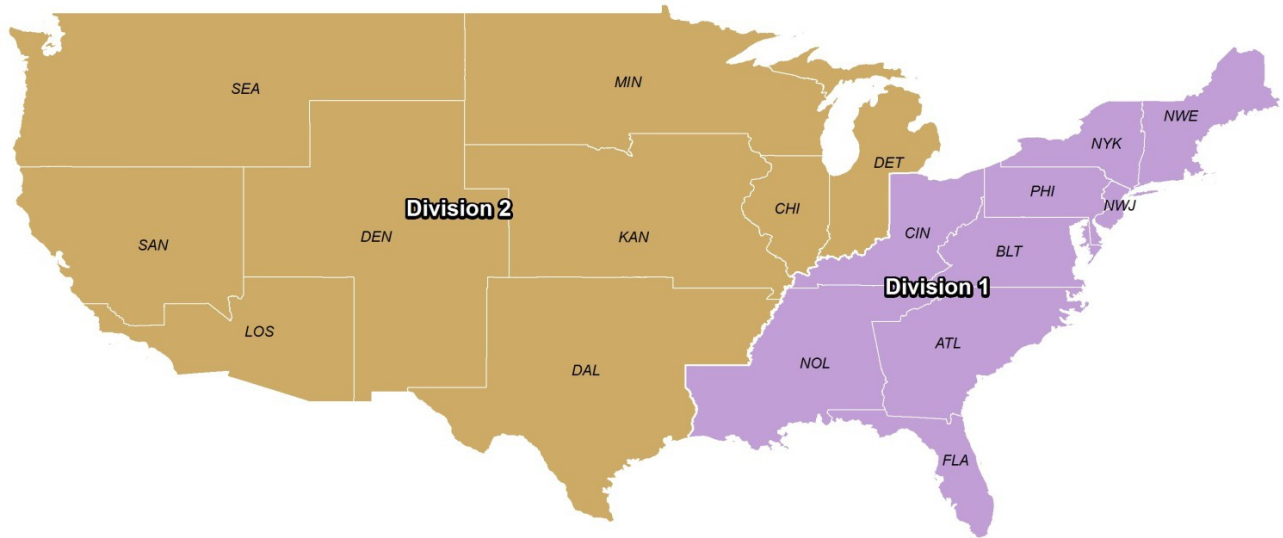 SEA
MIN
NWE
NYK
DET
PHI
CHI
NWJ
Division 2
CIN
DEN
KAN
SAN
BLT
Division 1
LOS
ATL
NOL
DAL
FLA